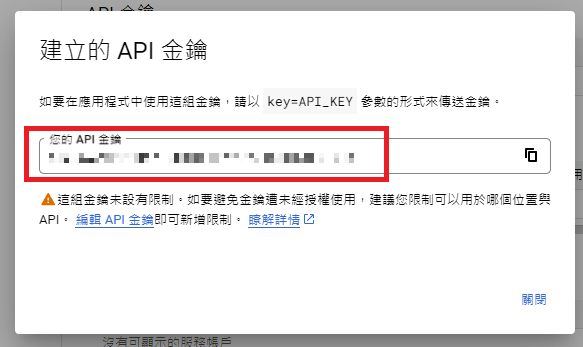 API 金鑰
建立的 API 金鑰
如要在應用程式中使用這組金鑰，請以 key=API_KEY 參數的形式來傳送金鑰。
您的 API 金鑰
這組金鑰未設有限制。如要避免金鑰遭未經授權使用，建議您限制可以用於哪個位置與
API。 編輯 API 金鑰即可新增限制。 瞭解詳情
用
關閉
沒有可顯示的服務帳戶